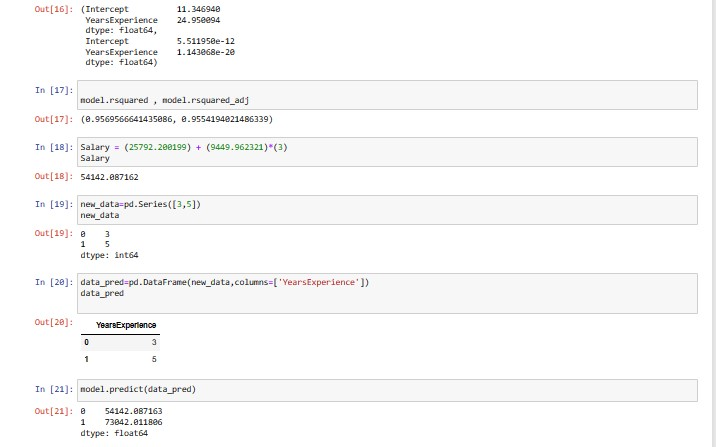 Out[16]: (Intercept          11.346940
YearsExperience    24.950094
dtype: float64,
Intercept          5.511950e-12
YearsExperience    1.143068e-20
dtype: float64)
In [17]:
model.rsquared , model.rsquared_adj
Out[17]: (0.9569566641435086, 0.9554194021486339)
In [18]: Salary = (25792.200199) + (9449.962321)*(3)
Salary
Out[18]: 54142.087162
In [19]: new_data=pd.Series([3,5])
new_data
Out[19]: 0    3
1    5
dtype: int64
In [20]: data_pred=pd.DataFrame(new_data,columns=['YearsExperience'])
data_pred
Out[20]:
YearsExperience
0    3
1    5
In [21]: model.predict(data_pred)
Out[21]: 0    54142.087163
1    73042.011806
dtype: float64